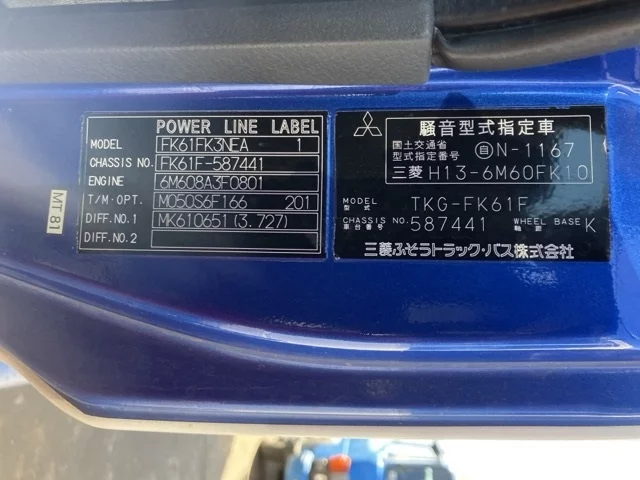 POWER LINE LABEL
MODEL FK61FK3NEA 1
CHASSIS NO. FK61F-587441
ENGINE 6M608A3F0801
T/M・OPT. M050S6F166 201
DIFF.NO.1 MK610651 (3.727)
DIFF.NO.2
MT 81
騒音型式指定車
国土交通省
型式指定番号 自N-1167
三菱 H13-6M60FK10
MODEL 型式 TKG-FK61F
CHASSIS NO. 車台番号 587441 WHEEL BASE 軸距 K
三菱ふそうトラック・バス株式会社